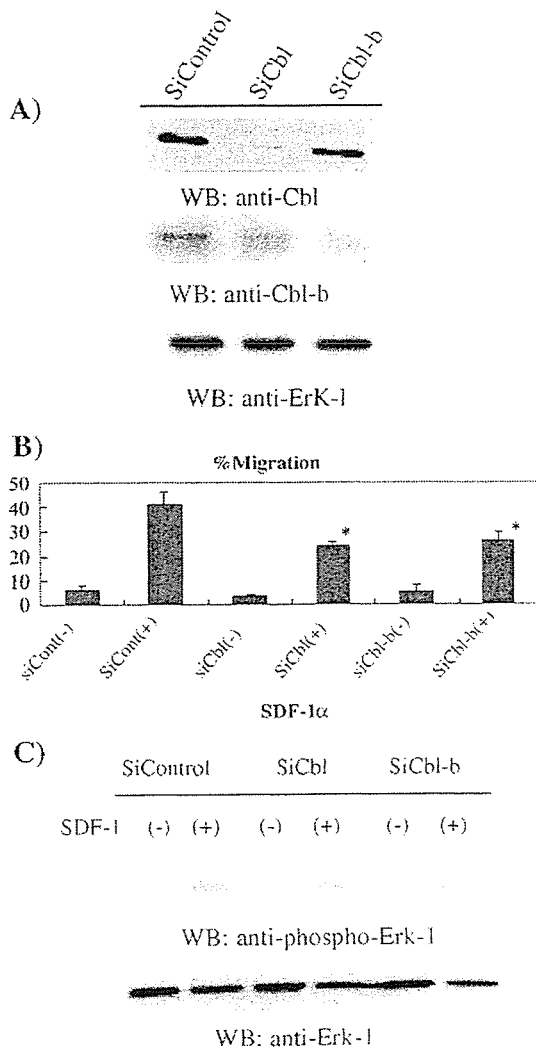 SiControl SiCbl SiCbl-b
A)
WB: anti-Cbl
WB: anti-Cbl-b
WB: anti-ErK-1
B)
%Migration
50
40
30
20
10
0
* *
siCont(-) SiCont(+) siCbl(-) SiCbl(+) siCbl-b(-) SiCbl-b(+)
SDF-1α
C)
SiControl SiCbl SiCbl-b
SDF-1 (-) (+) (-) (+) (-) (+)
WB: anti-phospho-Erk-1
WB: anti-Erk-1